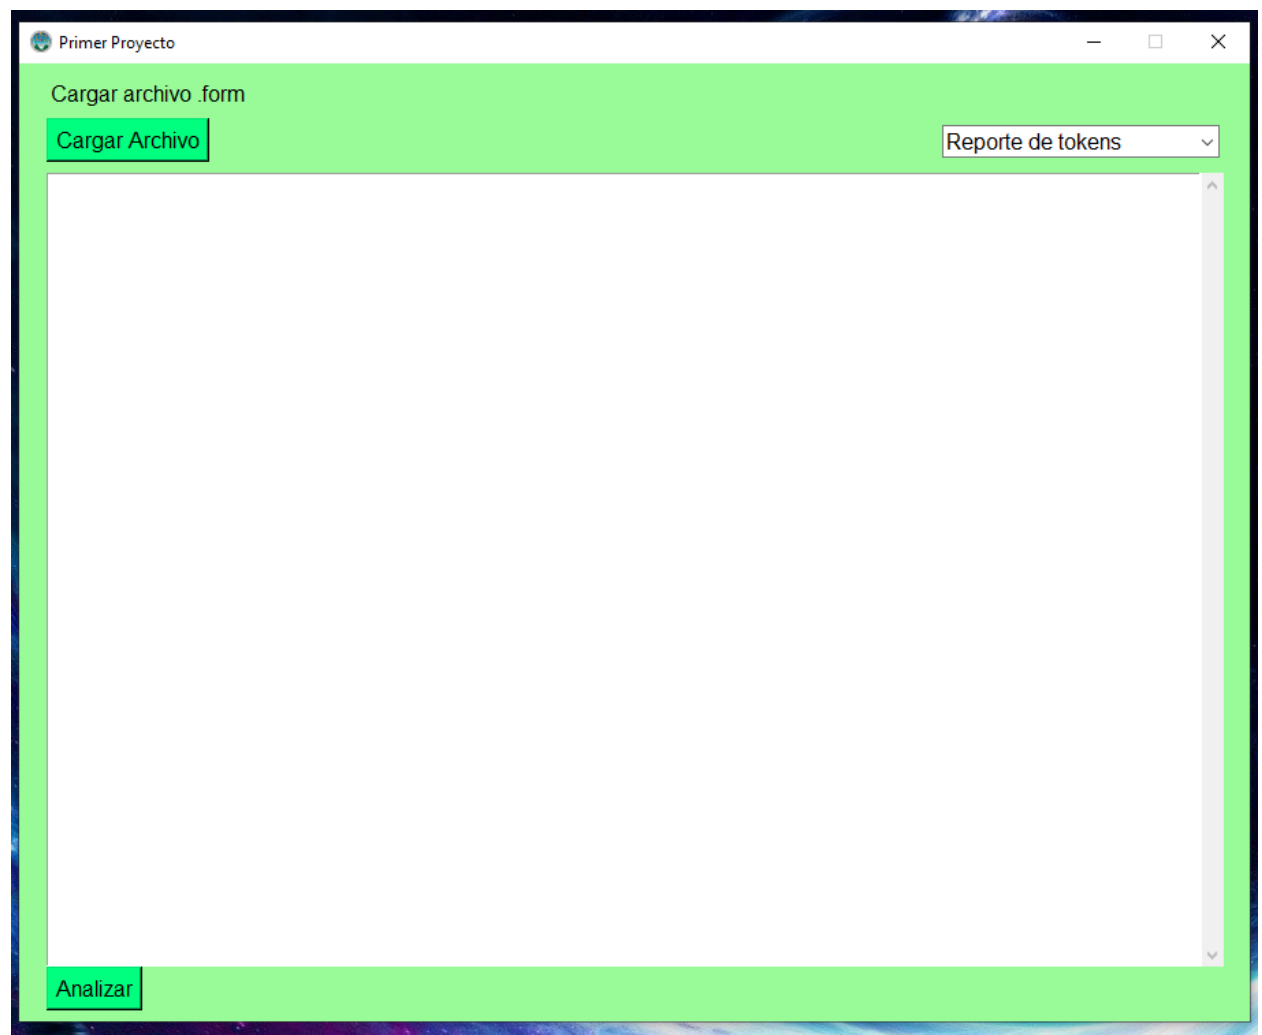 Primer Proyecto
Cargar archivo .form
Cargar Archivo
Reporte de tokens
Analizar